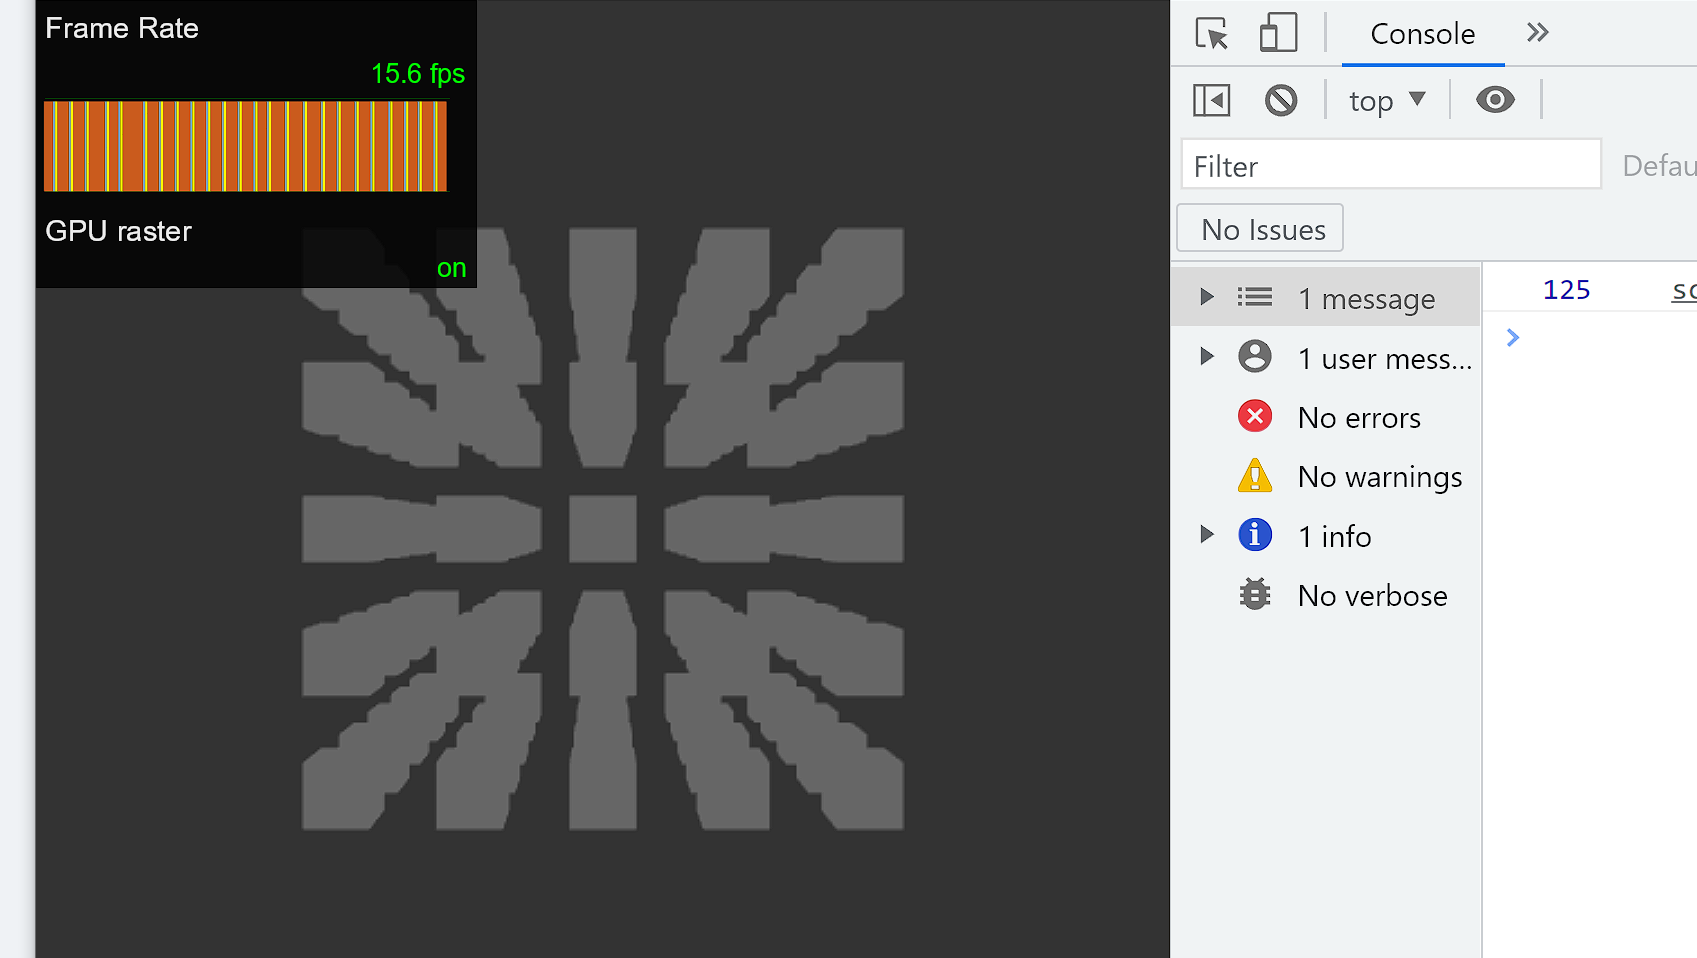 Frame Rate
15.6 fps
GPU raster
on
Console
top
Filter
Defau
No Issues
1 message
1 user mess...
No errors
No warnings
1 info
No verbose
125 sc